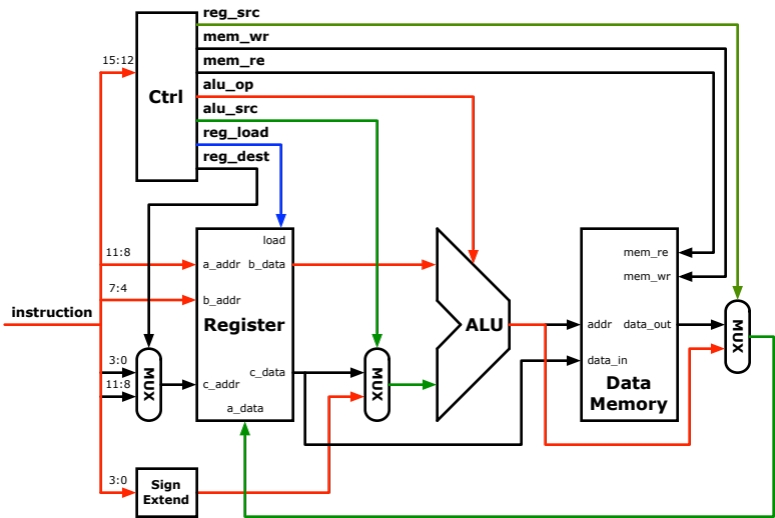 reg_src
mem_wr
15:12
mem_re
alu_op
Ctrl
alu_src
reg_load
reg_dest
load
11:8
a_addr b_data
mem_re
mem_wr
7:4
b_addr
instruction
Register
ALU
addr data_out
MUX
3:0
data_in
11:8
MUX
c_addr
c_data
MUX
Data
Memory
a_data
3:0
Sign
Extend